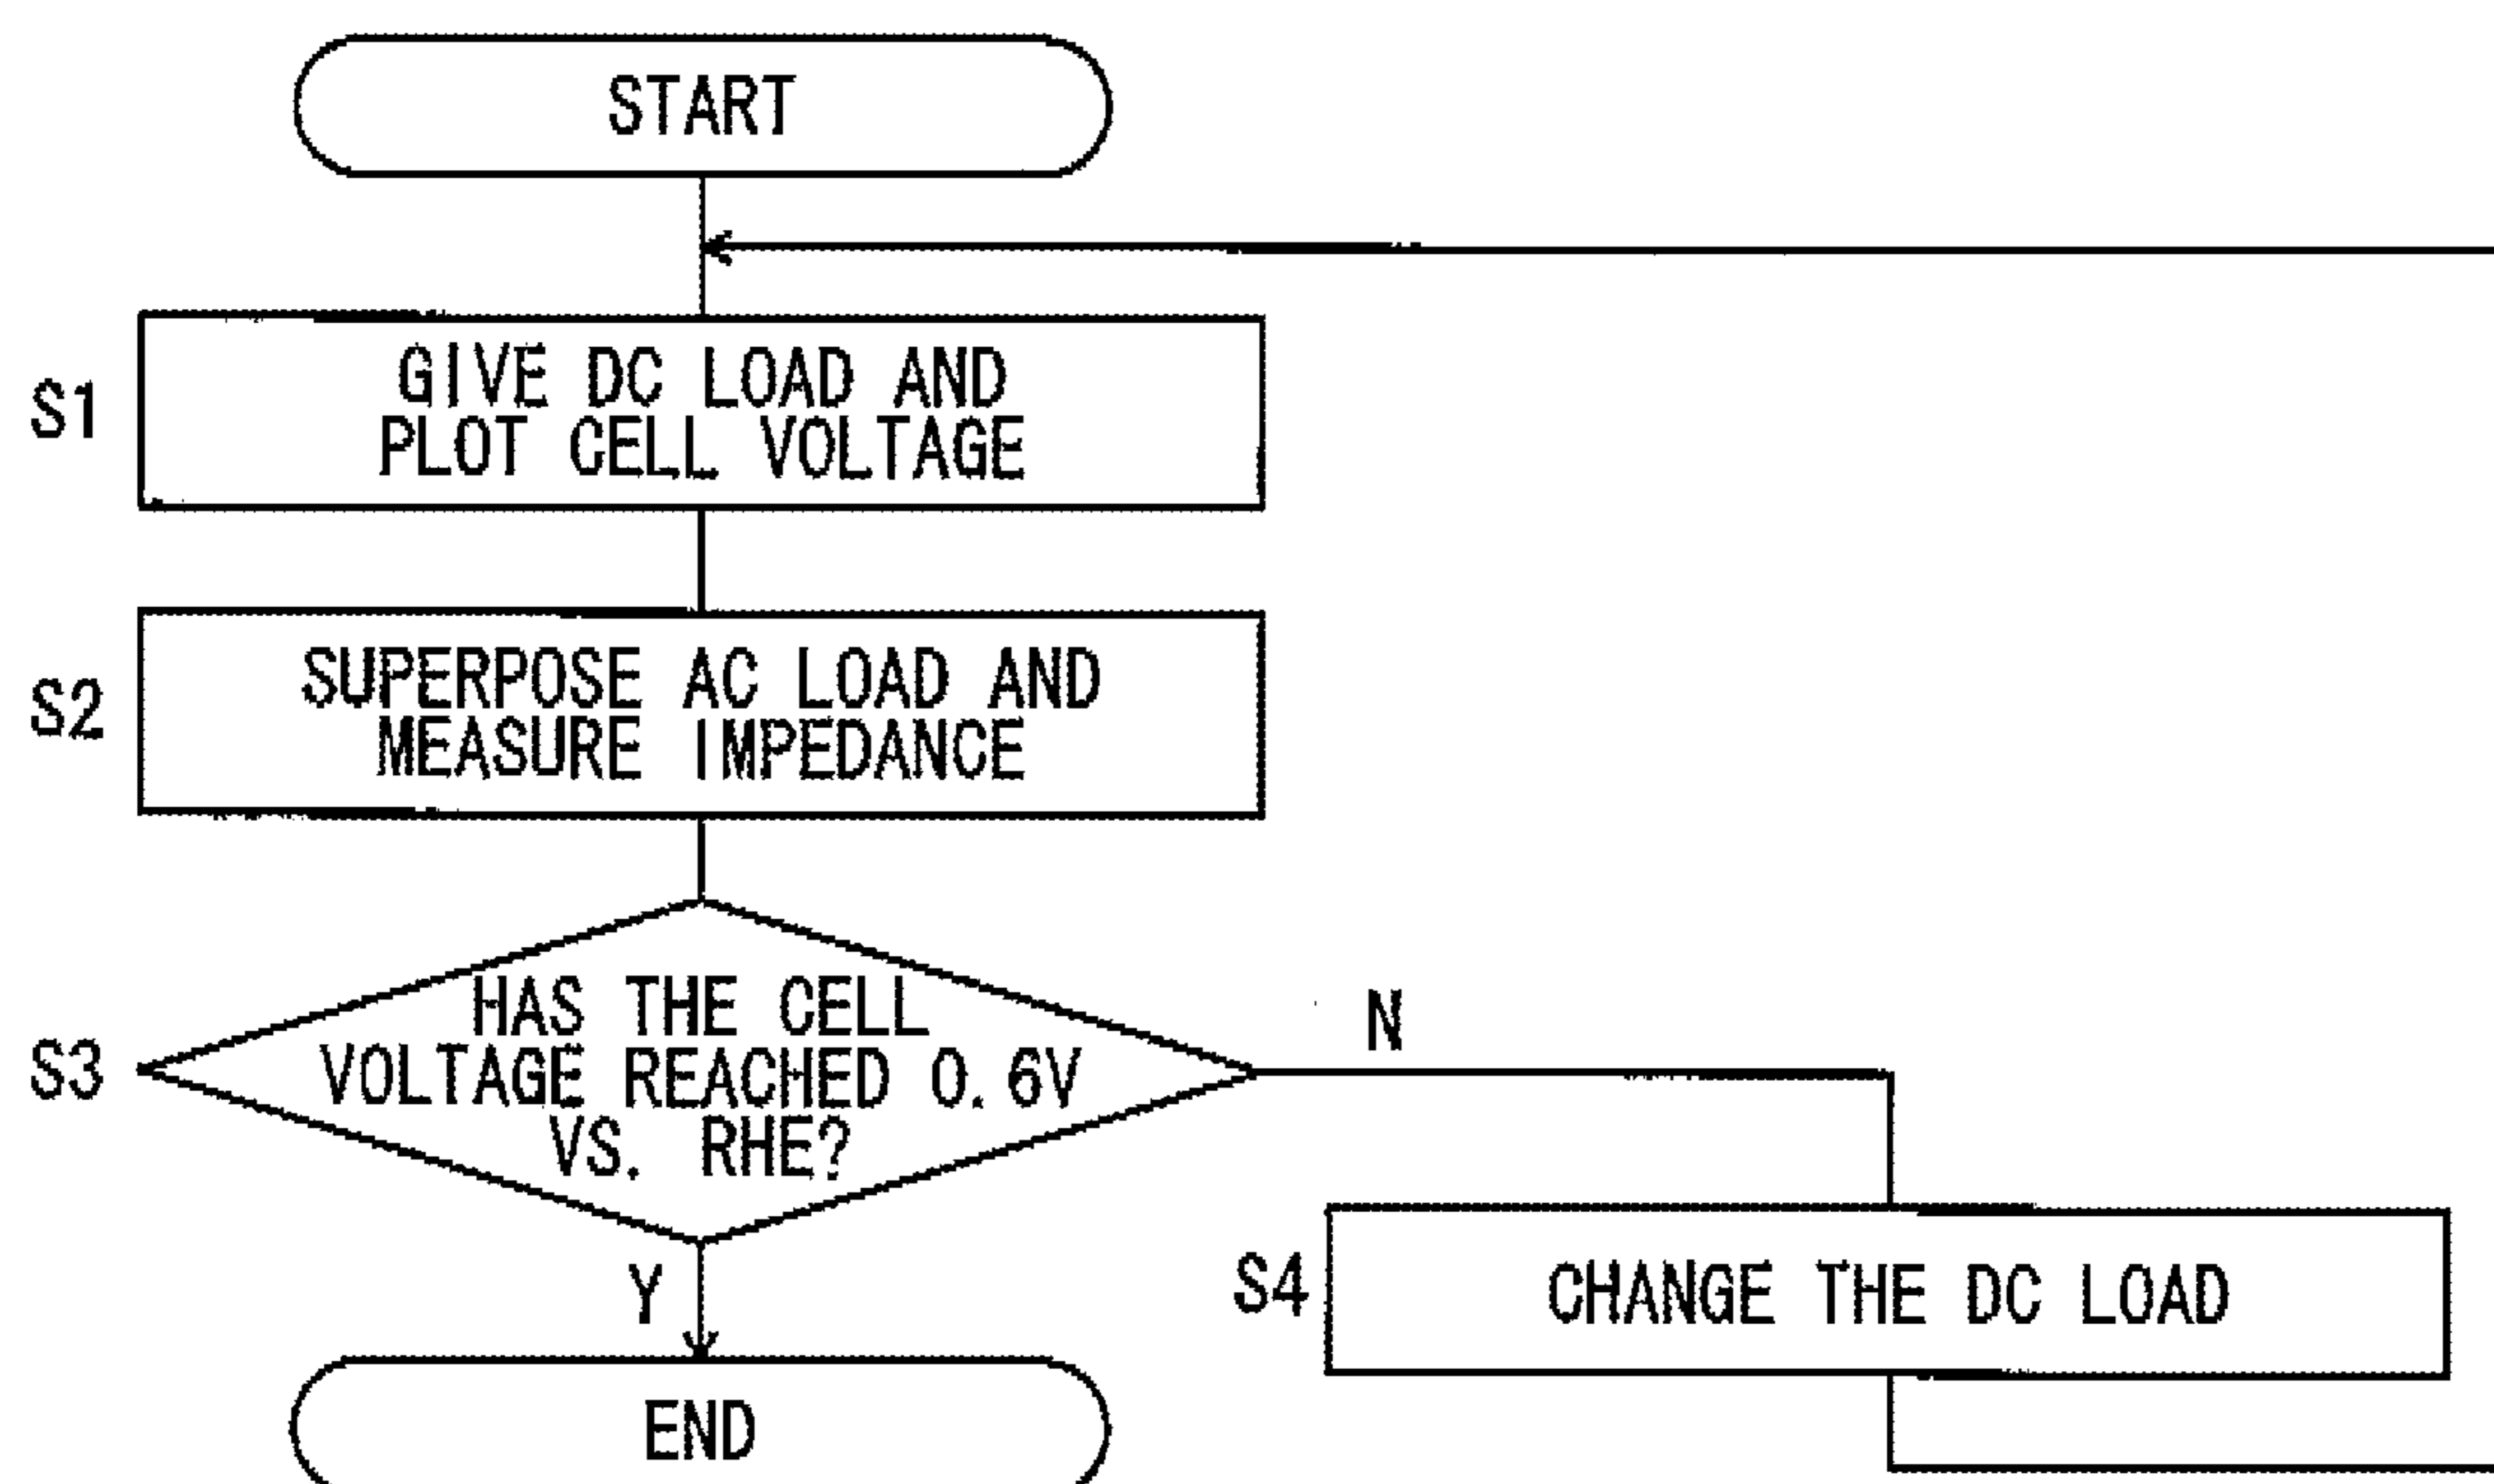 START
S1
GIVE DC LOAD AND
PLOT CELL VOLTAGE
S2
SUPERPOSE AC LOAD AND
MEASURE IMPEDANCE
S3
HAS THE CELL
VOLTAGE REACHED 0.6V
VS. RHE?
N
Y
S4
CHANGE THE DC LOAD
END